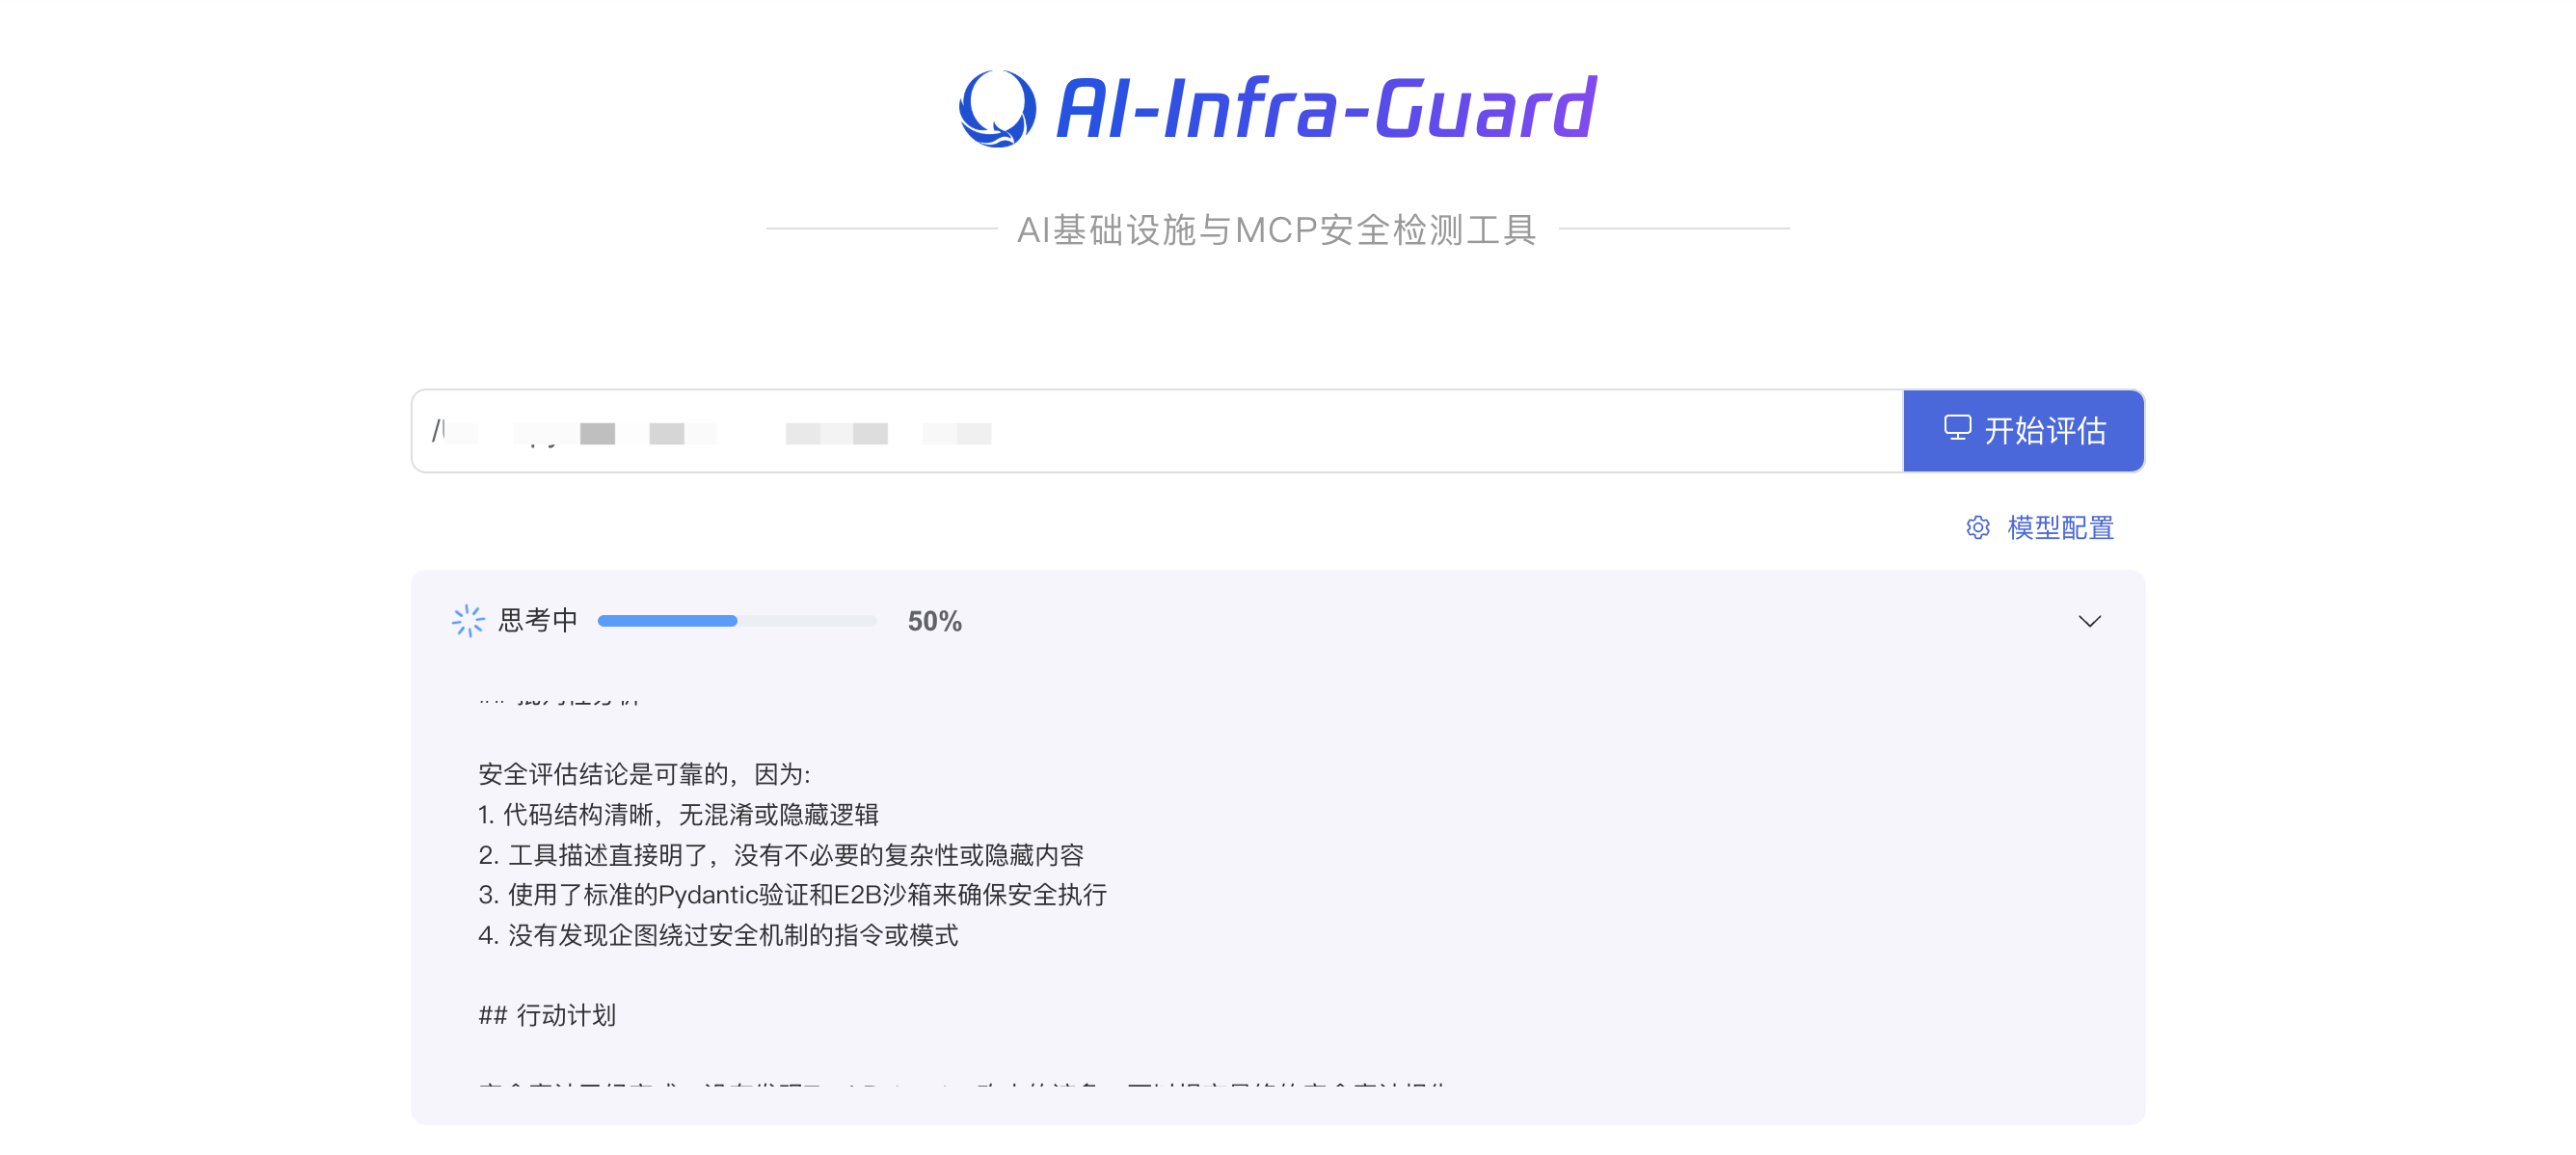 AI-Infra-Guard
AI基础设施与MCP安全检测工具
开始评估
模型配置
思考中 50%
安全评估结论是可靠的，因为:
1. 代码结构清晰，无混淆或隐藏逻辑
2. 工具描述直接明了，没有不必要的复杂性或隐藏内容
3. 使用了标准的Pydantic验证和E2B沙箱来确保安全执行
4. 没有发现企图绕过安全机制的指令或模式
## 行动计划